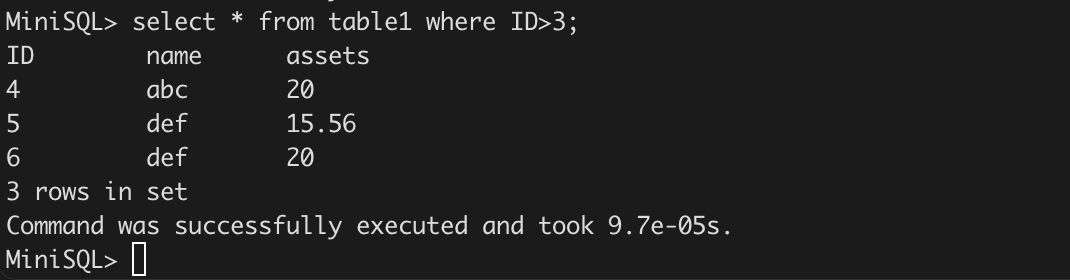 MiniSQL> select * from table1 where ID>3;
ID name assets
4 abc 20
5 def 15.56
6 def 20
3 rows in set
Command was successfully executed and took 9.7e-05s.
MiniSQL>